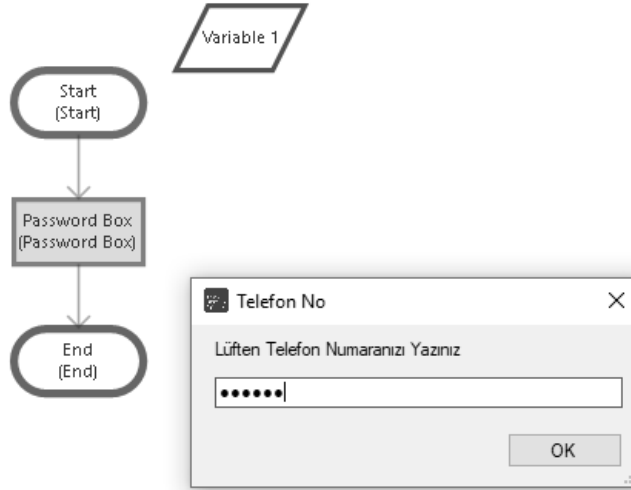 Variable 1
Start
(Start)
Password Box
(Password Box)
End
(End)
Telefon No
Lüften Telefon Numaranızı Yazınız
OK